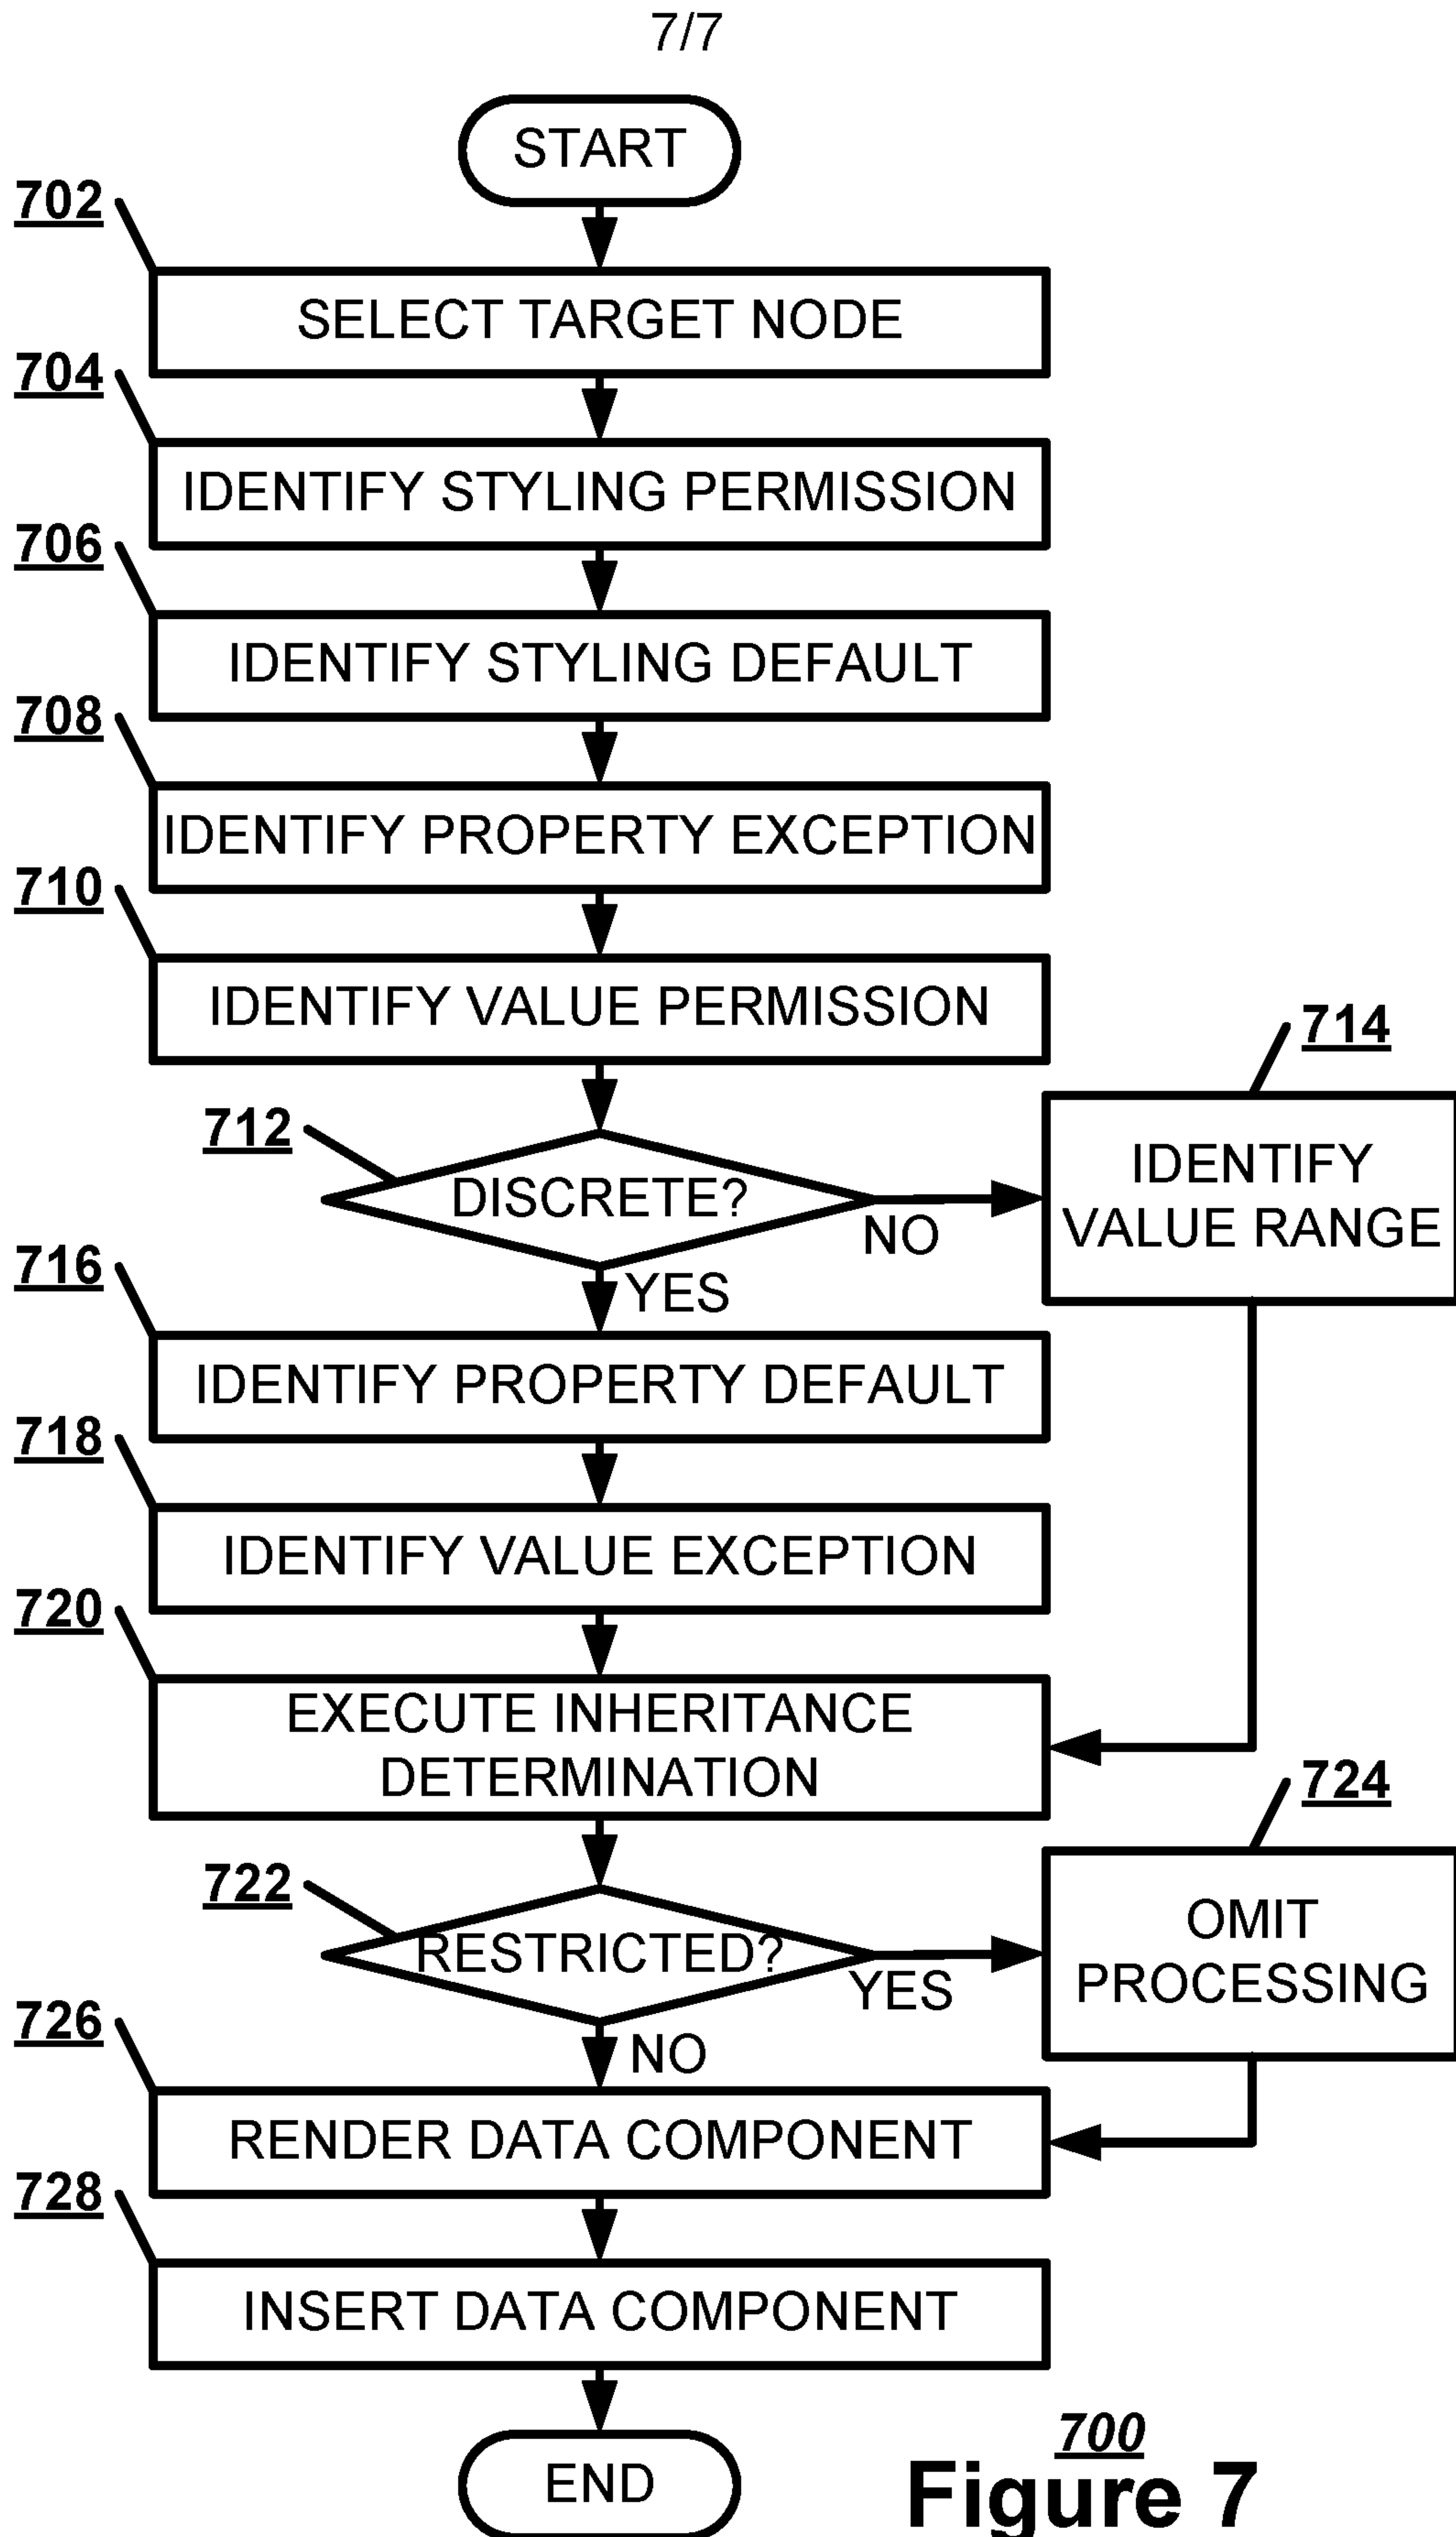 7/7
START
702
SELECT TARGET NODE
704
IDENTIFY STYLING PERMISSION
706
IDENTIFY STYLING DEFAULT
708
IDENTIFY PROPERTY EXCEPTION
710
IDENTIFY VALUE PERMISSION
712
DISCRETE?
NO
714
IDENTIFY
VALUE RANGE
YES
716
IDENTIFY PROPERTY DEFAULT
718
IDENTIFY VALUE EXCEPTION
720
EXECUTE INHERITANCE
DETERMINATION
722
RESTRICTED?
YES
724
OMIT
PROCESSING
NO
726
RENDER DATA COMPONENT
728
INSERT DATA COMPONENT
END
700
Figure 7